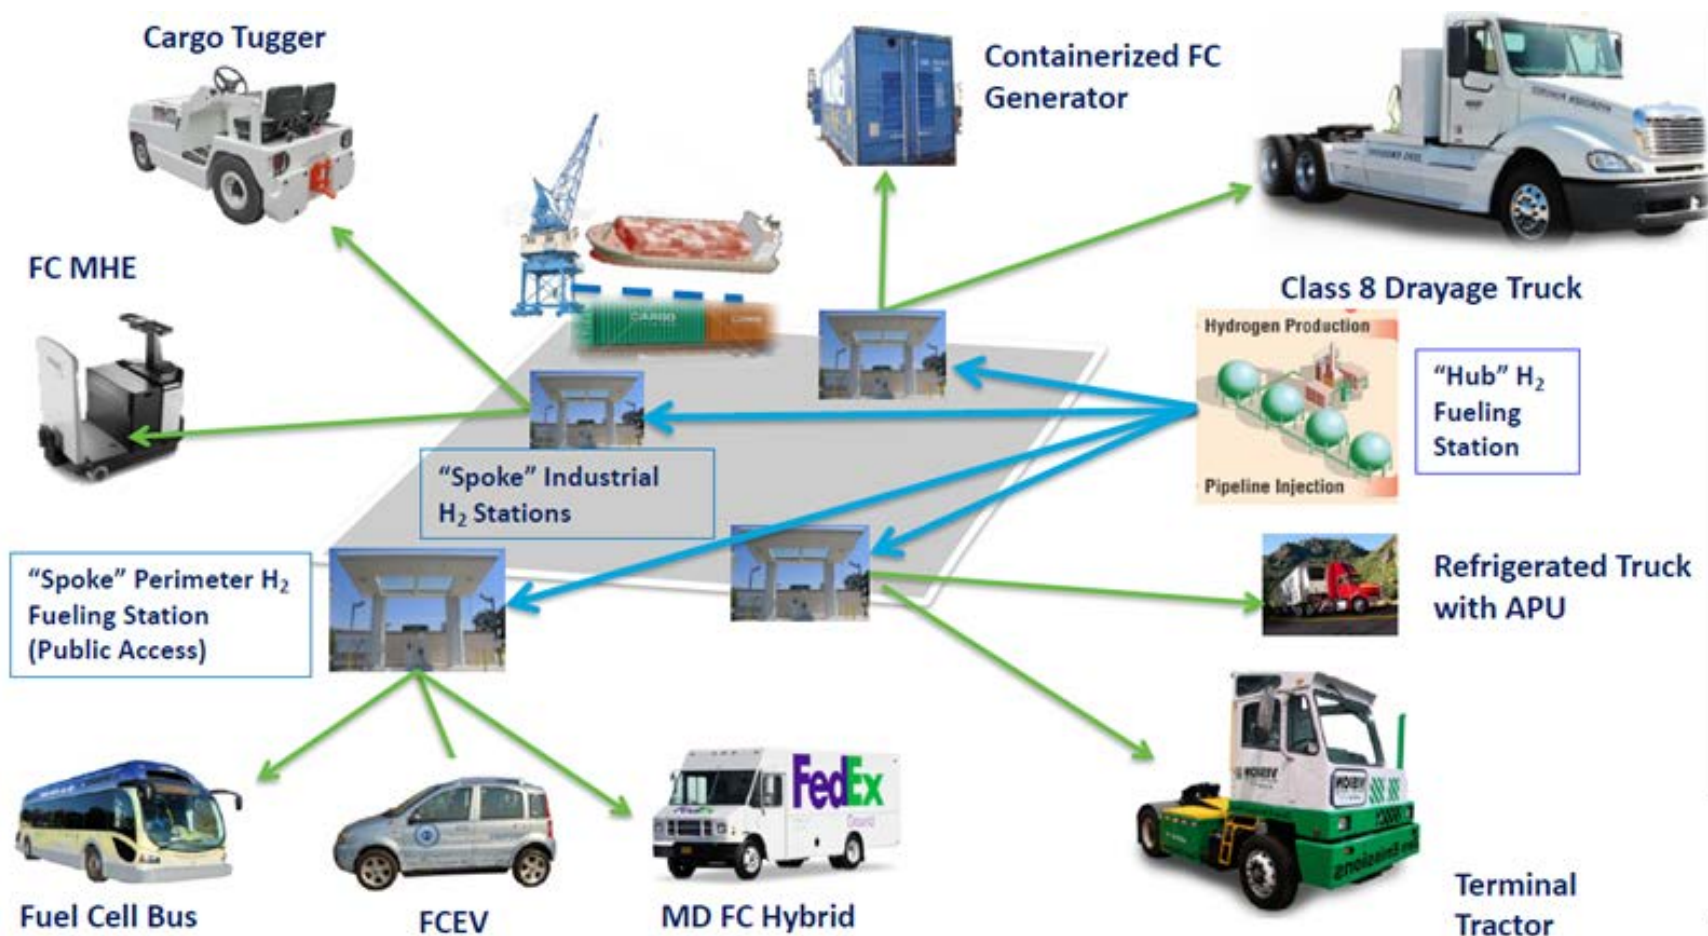 Cargo Tugger
Containerized FC
Generator
FC MHE
CARGO
Class 8 Drayage Truck
Hydrogen Production
Pipeline Injection
“Hub” H₂
Fueling
Station
“Spoke” Industrial
H₂ Stations
“Spoke” Perimeter H₂
Fueling Station
(Public Access)
Refrigerated Truck
with APU
FedEx
Fuel Cell Bus
FCEV
MD FC Hybrid
Terminal
Tractor